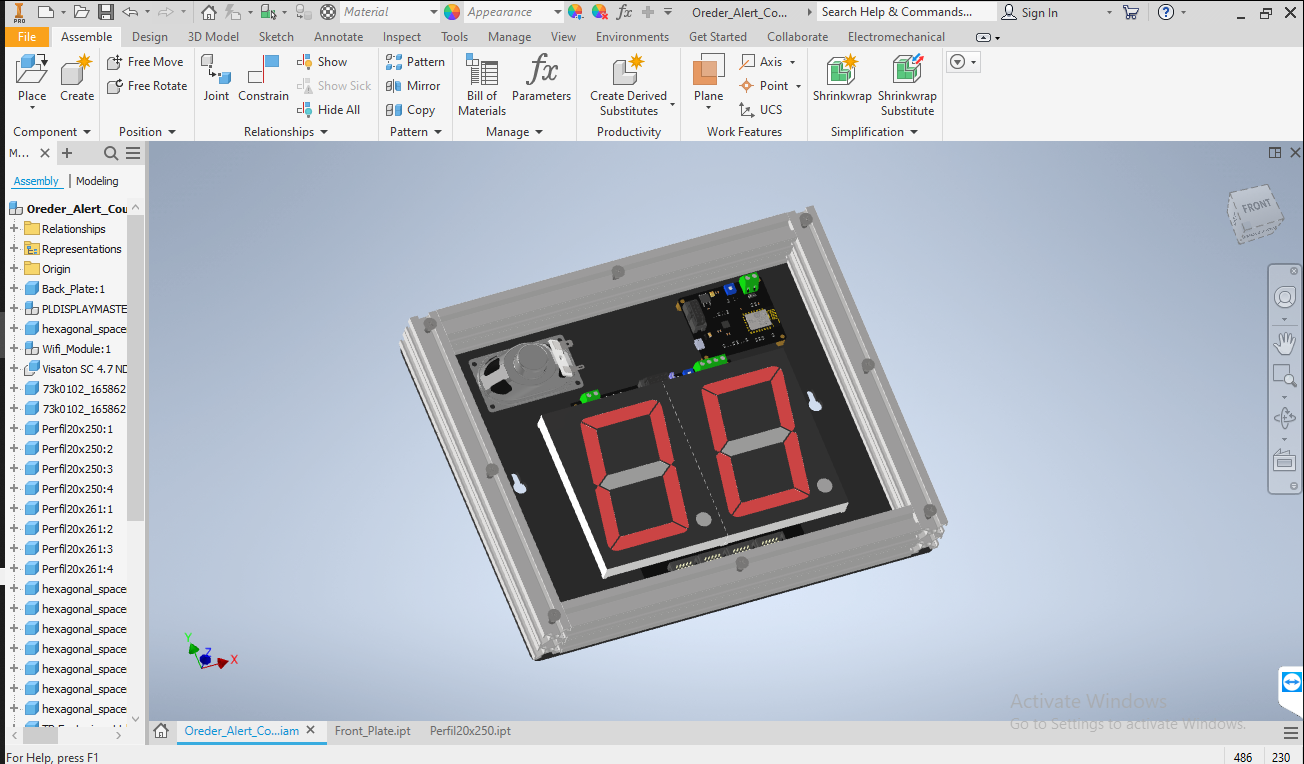 PRO
Material
Appearance
fx
Oreder_Alert_Co...
Search Help & Commands...
Sign In
File
Assemble
Design
3D Model
Sketch
Annotate
Inspect
Tools
Manage
View
Environments
Get Started
Collaborate
Electromechanical
Place
Create
Free Move
Free Rotate
Joint
Constrain
Show
Show Sick
Hide All
Pattern
Mirror
Copy
Bill of
Materials
fx
Parameters
Create Derived
Substitutes
Plane
Axis
Point
UCS
Shrinkwrap
Shrinkwrap
Substitute
Component
Position
Relationships
Pattern
Manage
Productivity
Work Features
Simplification
M...
Assembly
Modeling
Oreder_Alert_Cou
Relationships
Representations
Origin
Back_Plate:1
PLDISPLAYMASTE
hexagonal_space
Wifi_Module:1
Visaton SC 4.7 ND
73k0102_165862
73k0102_165862
Perfil20x250:1
Perfil20x250:2
Perfil20x250:3
Perfil20x250:4
Perfil20x261:1
Perfil20x261:2
Perfil20x261:3
Perfil20x261:4
hexagonal_space
hexagonal_space
hexagonal_space
hexagonal_space
hexagonal_space
hexagonal_space
hexagonal_space
FRONT
Y
Z
X
Activate Windows
Go to Settings to activate Windows.
Oreder_Alert_Co...iam
Front_Plate.ipt
Perfil20x250.ipt
For Help, press F1
486
230